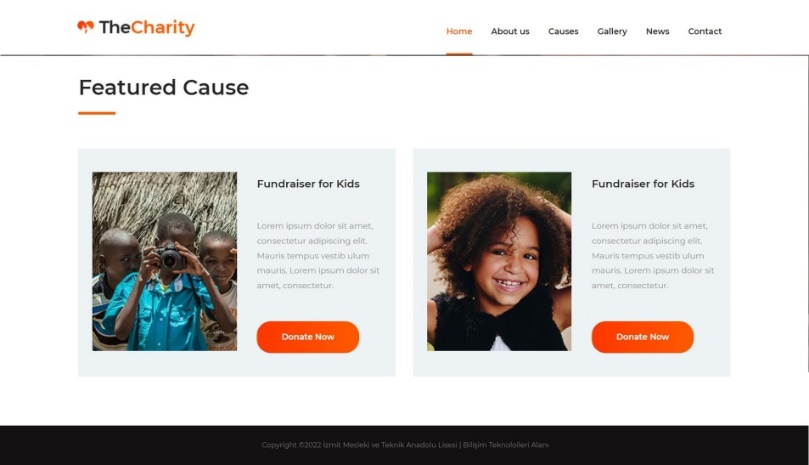 TheCharity
Home About us Causes Gallery News Contact
Featured Cause
Fundraiser for Kids
Lorem ipsum dolor sit amet,
consectetur adipiscing elit.
Mauris tempus vestib ulum
mauris. Lorem ipsum dolor sit
amet, consectetur.
Donate Now
Fundraiser for Kids
Lorem ipsum dolor sit amet,
consectetur adipiscing elit.
Mauris tempus vestib ulum
mauris. Lorem ipsum dolor sit
amet, consectetur.
Donate Now
Copyright ©2022 İzmit Mesleki ve Teknik Anadolu Lisesi | Bilişim Teknolojileri Alanı